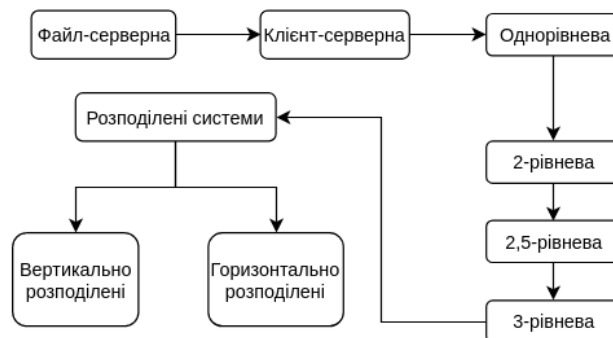 Файл-серверна
Клієнт-серверна
Однорівнева
Розподілені системи
2-рівнева
2,5-рівнева
3-рівнева
Вертикально
розподілені
Горизонтально
розподілені